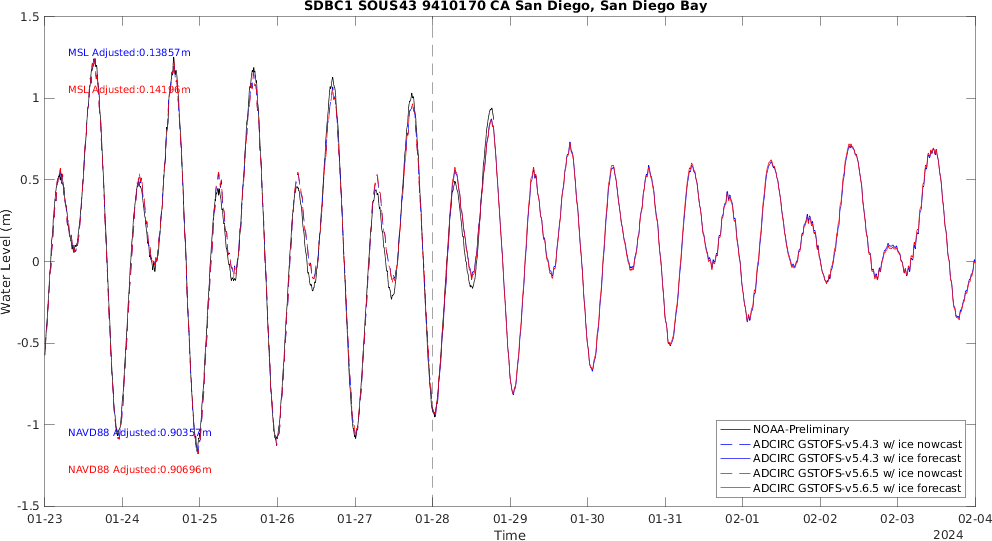 SDBC1 SOUS43 9410170 CA San Diego, San Diego Bay
1.5
MSL Adjusted:0.13857m
MSL Adjusted:0.14196m
1
0.5
0
Water Level (m)
-0.5
-1
NAVD88 Adjusted:0.90357m
NAVD88 Adjusted:0.90696m
-1.5
NOAA-Preliminary
ADCIRC GSTOFS-v5.4.3 w/ ice nowcast
ADCIRC GSTOFS-v5.4.3 w/ ice forecast
ADCIRC GSTOFS-v5.6.5 w/ ice nowcast
ADCIRC GSTOFS-v5.6.5 w/ ice forecast
01-23 01-24 01-25 01-26 01-27 01-28 01-29 01-30 01-31 02-01 02-02 02-03 02-04
Time
2024